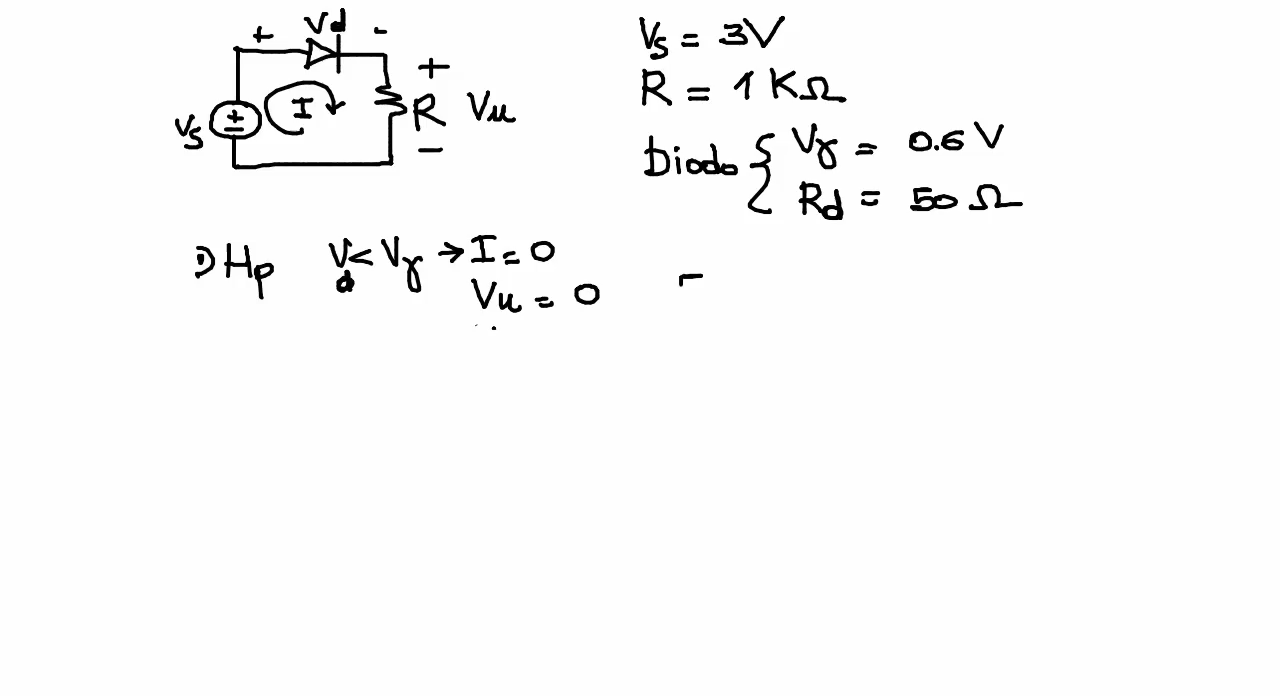 + Vd -
Vs = 3V
R = 1 KΩ
Vs + - I R + - Vu
Diodo { Vγ = 0.6 V
Rd = 50 Ω
1) Hp Vd < Vγ → I = 0
Vu = 0